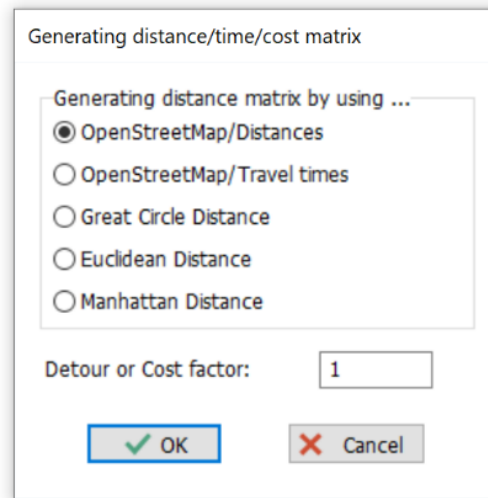 Generating distance/time/cost matrix
Generating distance matrix by using ...
OpenStreetMap/Distances
OpenStreetMap/Travel times
Great Circle Distance
Euclidean Distance
Manhattan Distance
Detour or Cost factor: 1
OK Cancel